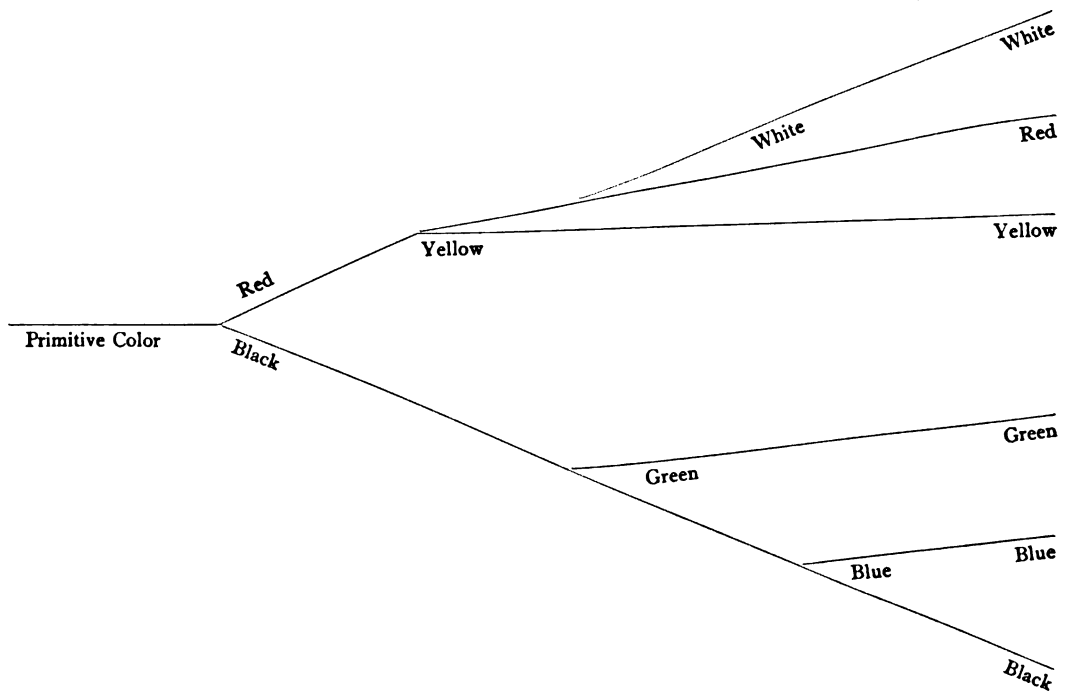 White
White
Red
Yellow
Yellow
Red
Primitive Color
Black
Green
Green
Blue
Blue
Black